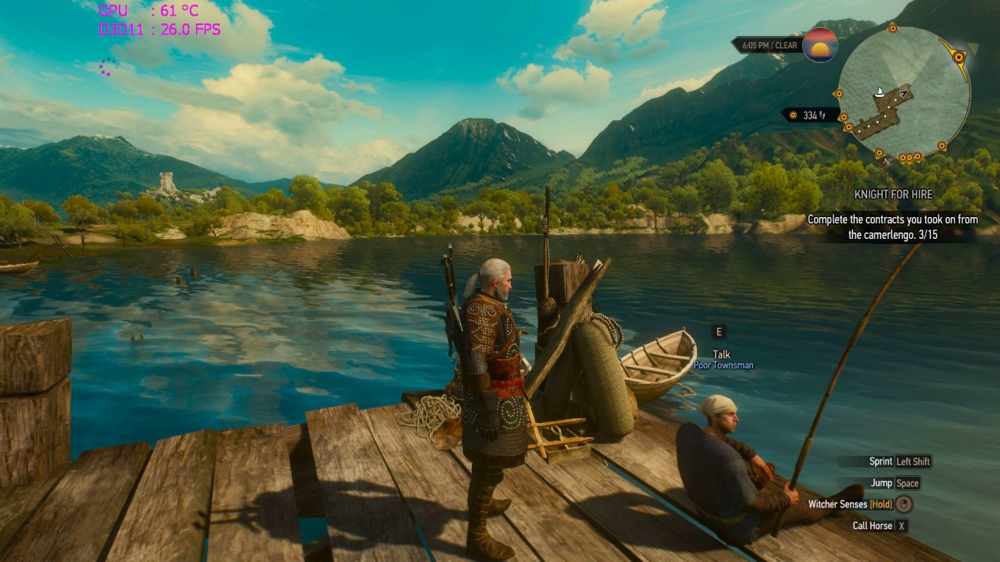 GPU : 61 °C
D3D11 : 26.0 FPS
6:05 PM / CLEAR
334
N
KNIGHT FOR HIRE
Complete the contracts you took on from
the camerlengo. 3/15
E
Talk
Poor Townsman
Sprint Left Shift
Jump Space
Witcher Senses [Hold]
Call Horse X